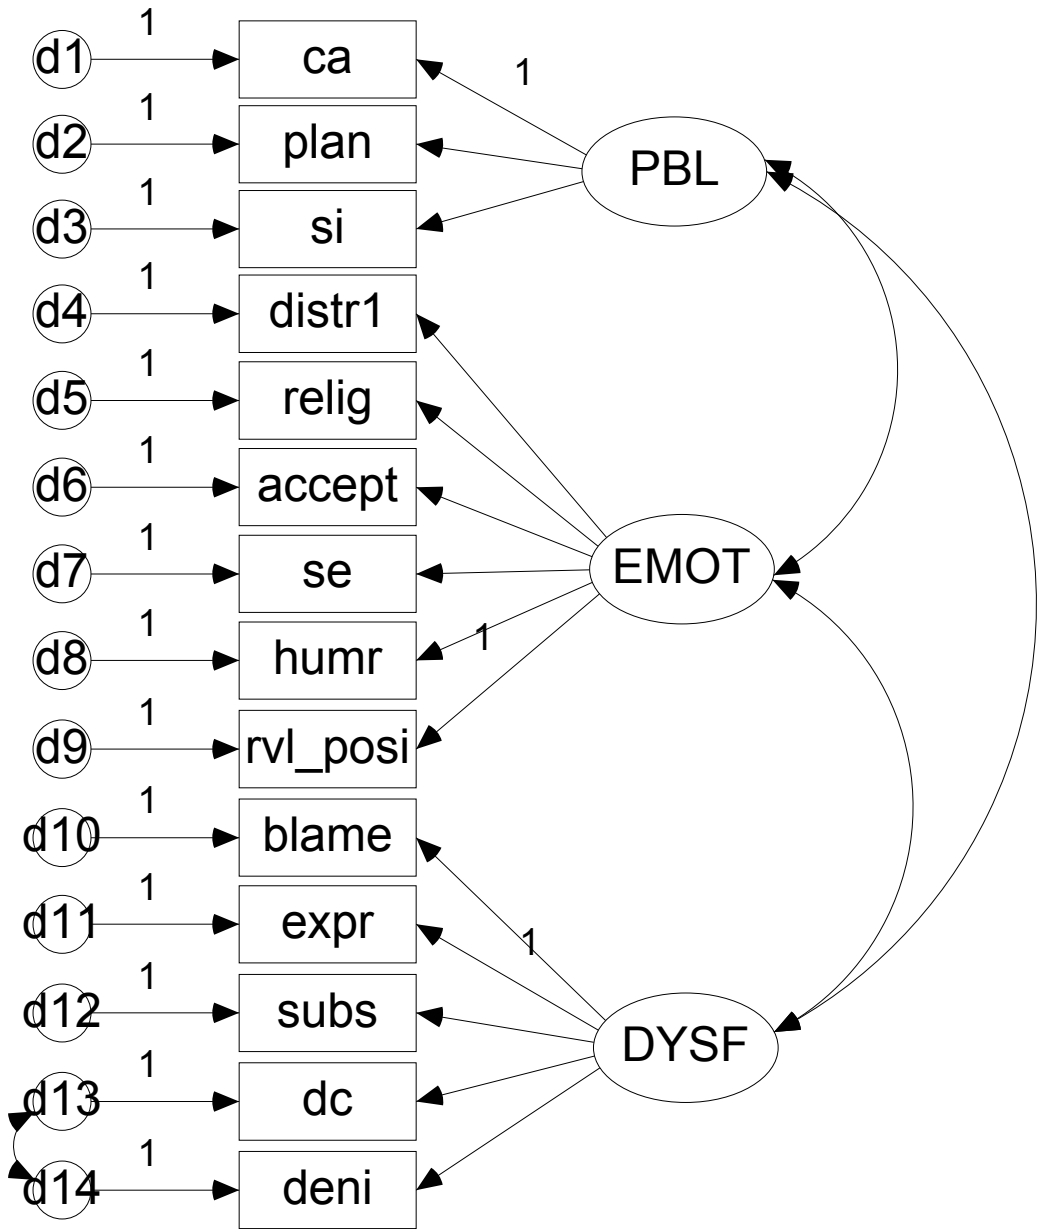 1
d1 ca
1
PBL
1
d2 plan
1
d3 si
1
d4 distr1
1
d5 relig
1
d6 accept
1
d7 se
EMOT
1
d8 humr
1
1
d9 rvl_posi
1
d10 blame
1
d11 expr
1
1
d12 subs
DYSF
1
d13 dc
1
d14 deni